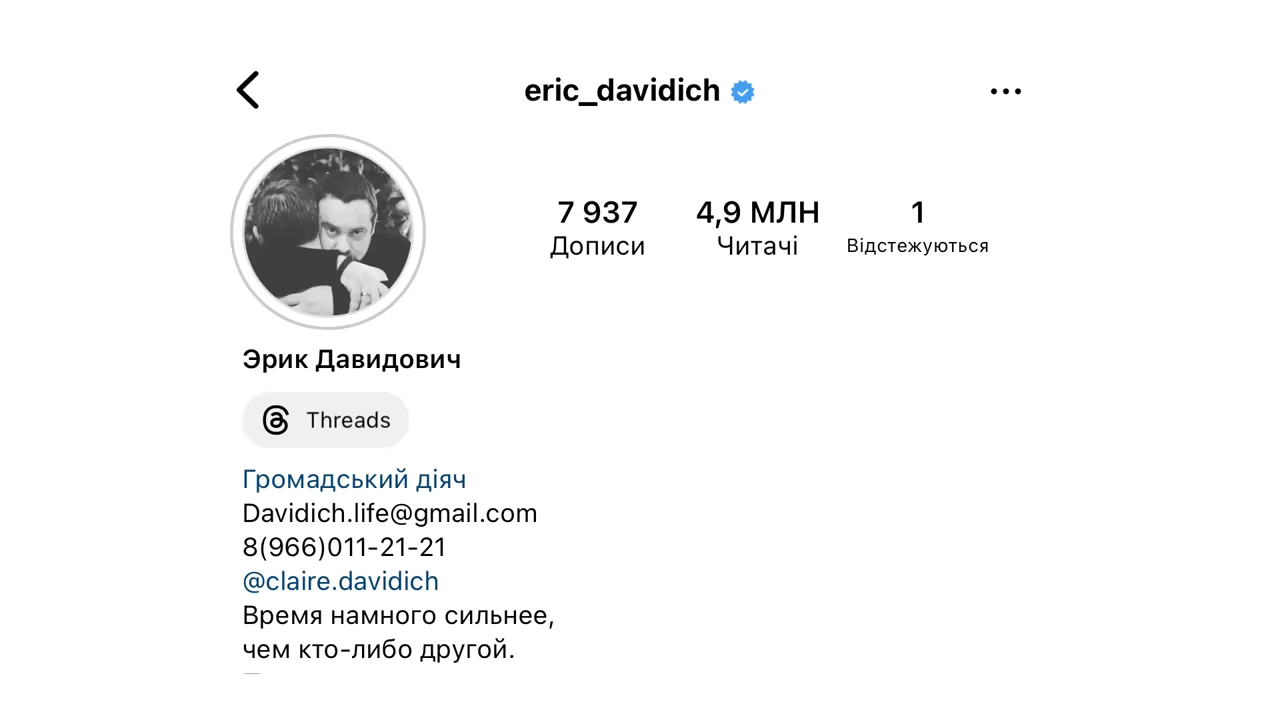 eric_davidich
7 937
Дописи
4,9 МЛН
Читачі
1
Відстежуються
Эрик Давидович
Threads
Громадський діяч
Davidich.life@gmail.com
8(966)011-21-21
@claire.davidich
Время намного сильнее,
чем кто-либо другой.